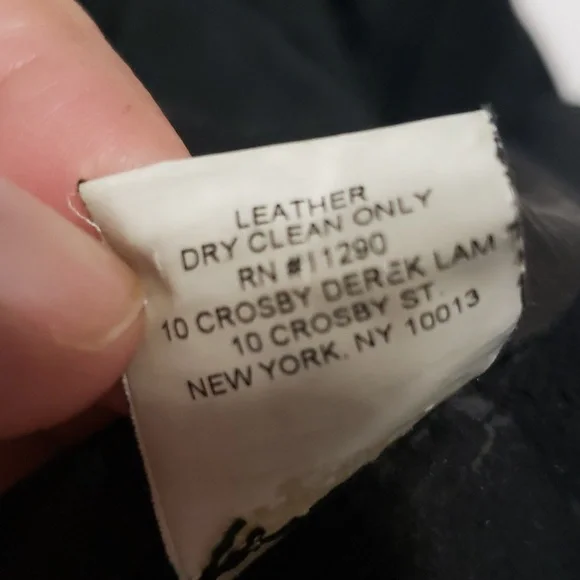 LEATHER
DRY CLEAN ONLY
RN #11290
10 CROSBY DEREK LAM
10 CROSBY ST.
NEW YORK, NY 10013